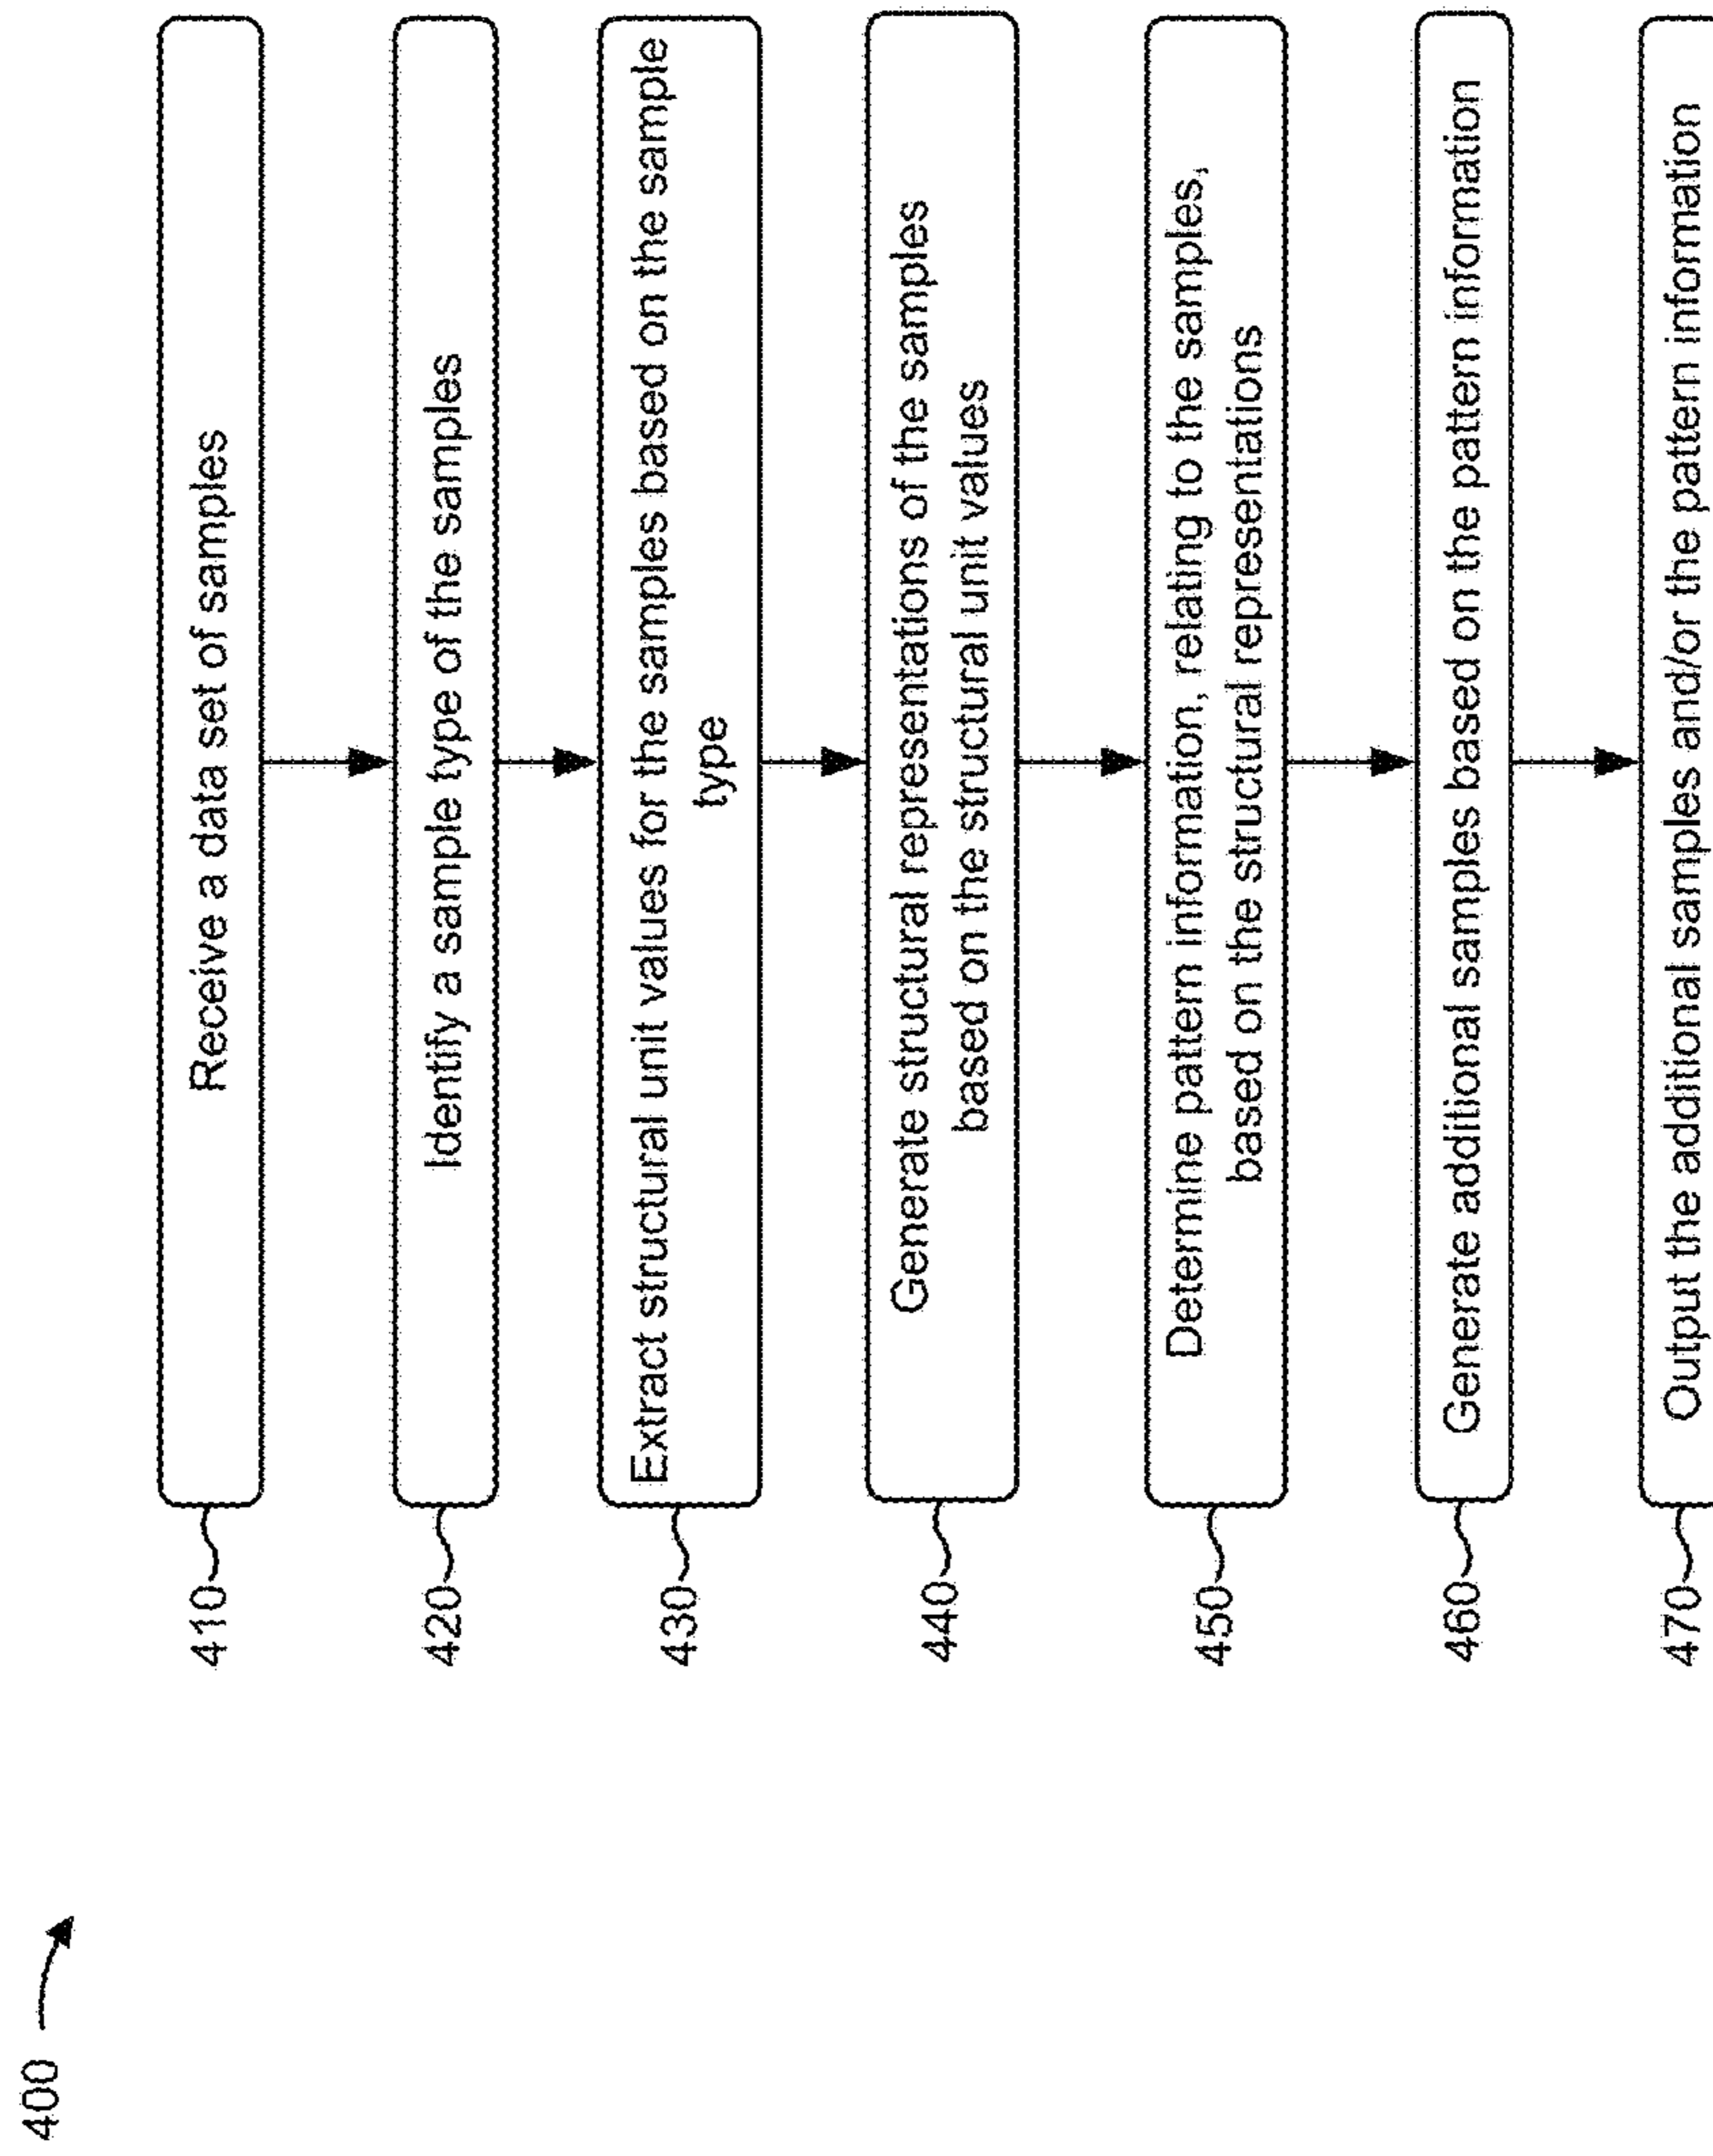 400
410
Receive a data set of samples
420
Identify a sample type of the samples
430
Extract structural unit values for the samples based on the sample
type
440
Generate structural representations of the samples
based on the structural unit values
450
Determine pattern information, relating to the samples,
based on the structural representations
460
Generate additional samples based on the pattern information
470
Output the additional samples and/or the pattern information